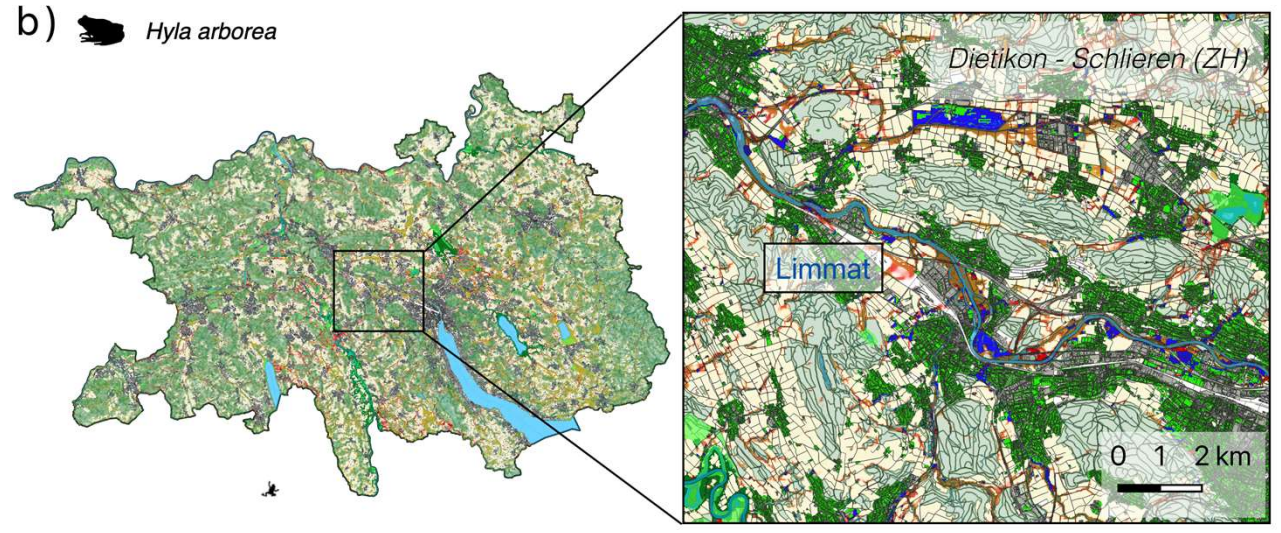 b)
Hyla arborea
Dietikon - Schlieren (ZH)
Limmat
0 1 2 km